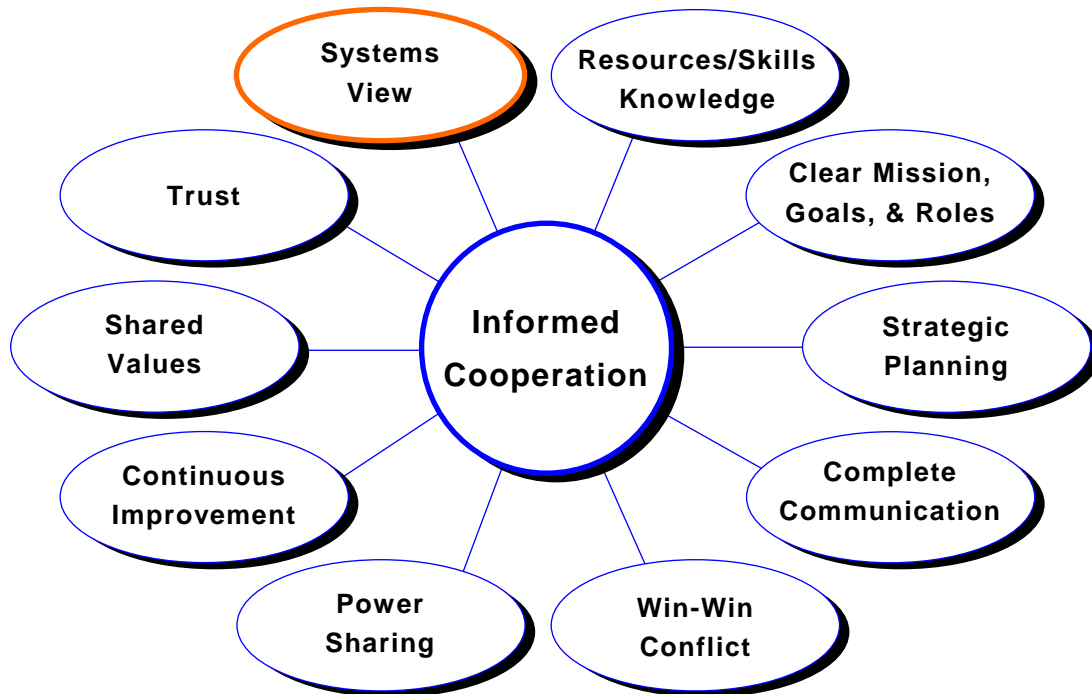 Systems
View
Resources/Skills
Knowledge
Clear Mission,
Goals, & Roles
Trust
Informed
Cooperation
Shared
Values
Strategic
Planning
Continuous
Improvement
Complete
Communication
Power
Sharing
Win-Win
Conflict